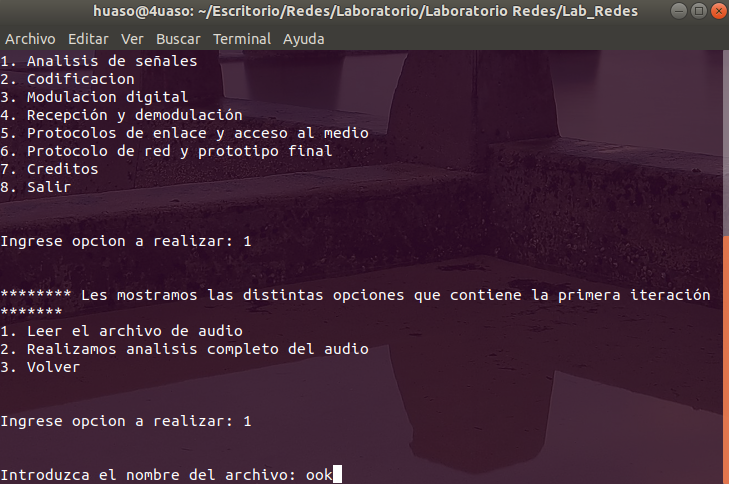 huaso@4uaso: ~/Escritorio/Redes/Laboratorio/Laboratorio Redes/Lab_Redes
Archivo Editar Ver Buscar Terminal Ayuda
1. Analisis de señales
2. Codificacion
3. Modulacion digital
4. Recepción y demodulación
5. Protocolos de enlace y acceso al medio
6. Protocolo de red y prototipo final
7. Creditos
8. Salir
Ingrese opcion a realizar: 1
******** Les mostramos las distintas opciones que contiene la primera iteración
*******
1. Leer el archivo de audio
2. Realizamos analisis completo del audio
3. Volver
Ingrese opcion a realizar: 1
Introduzca el nombre del archivo: ook